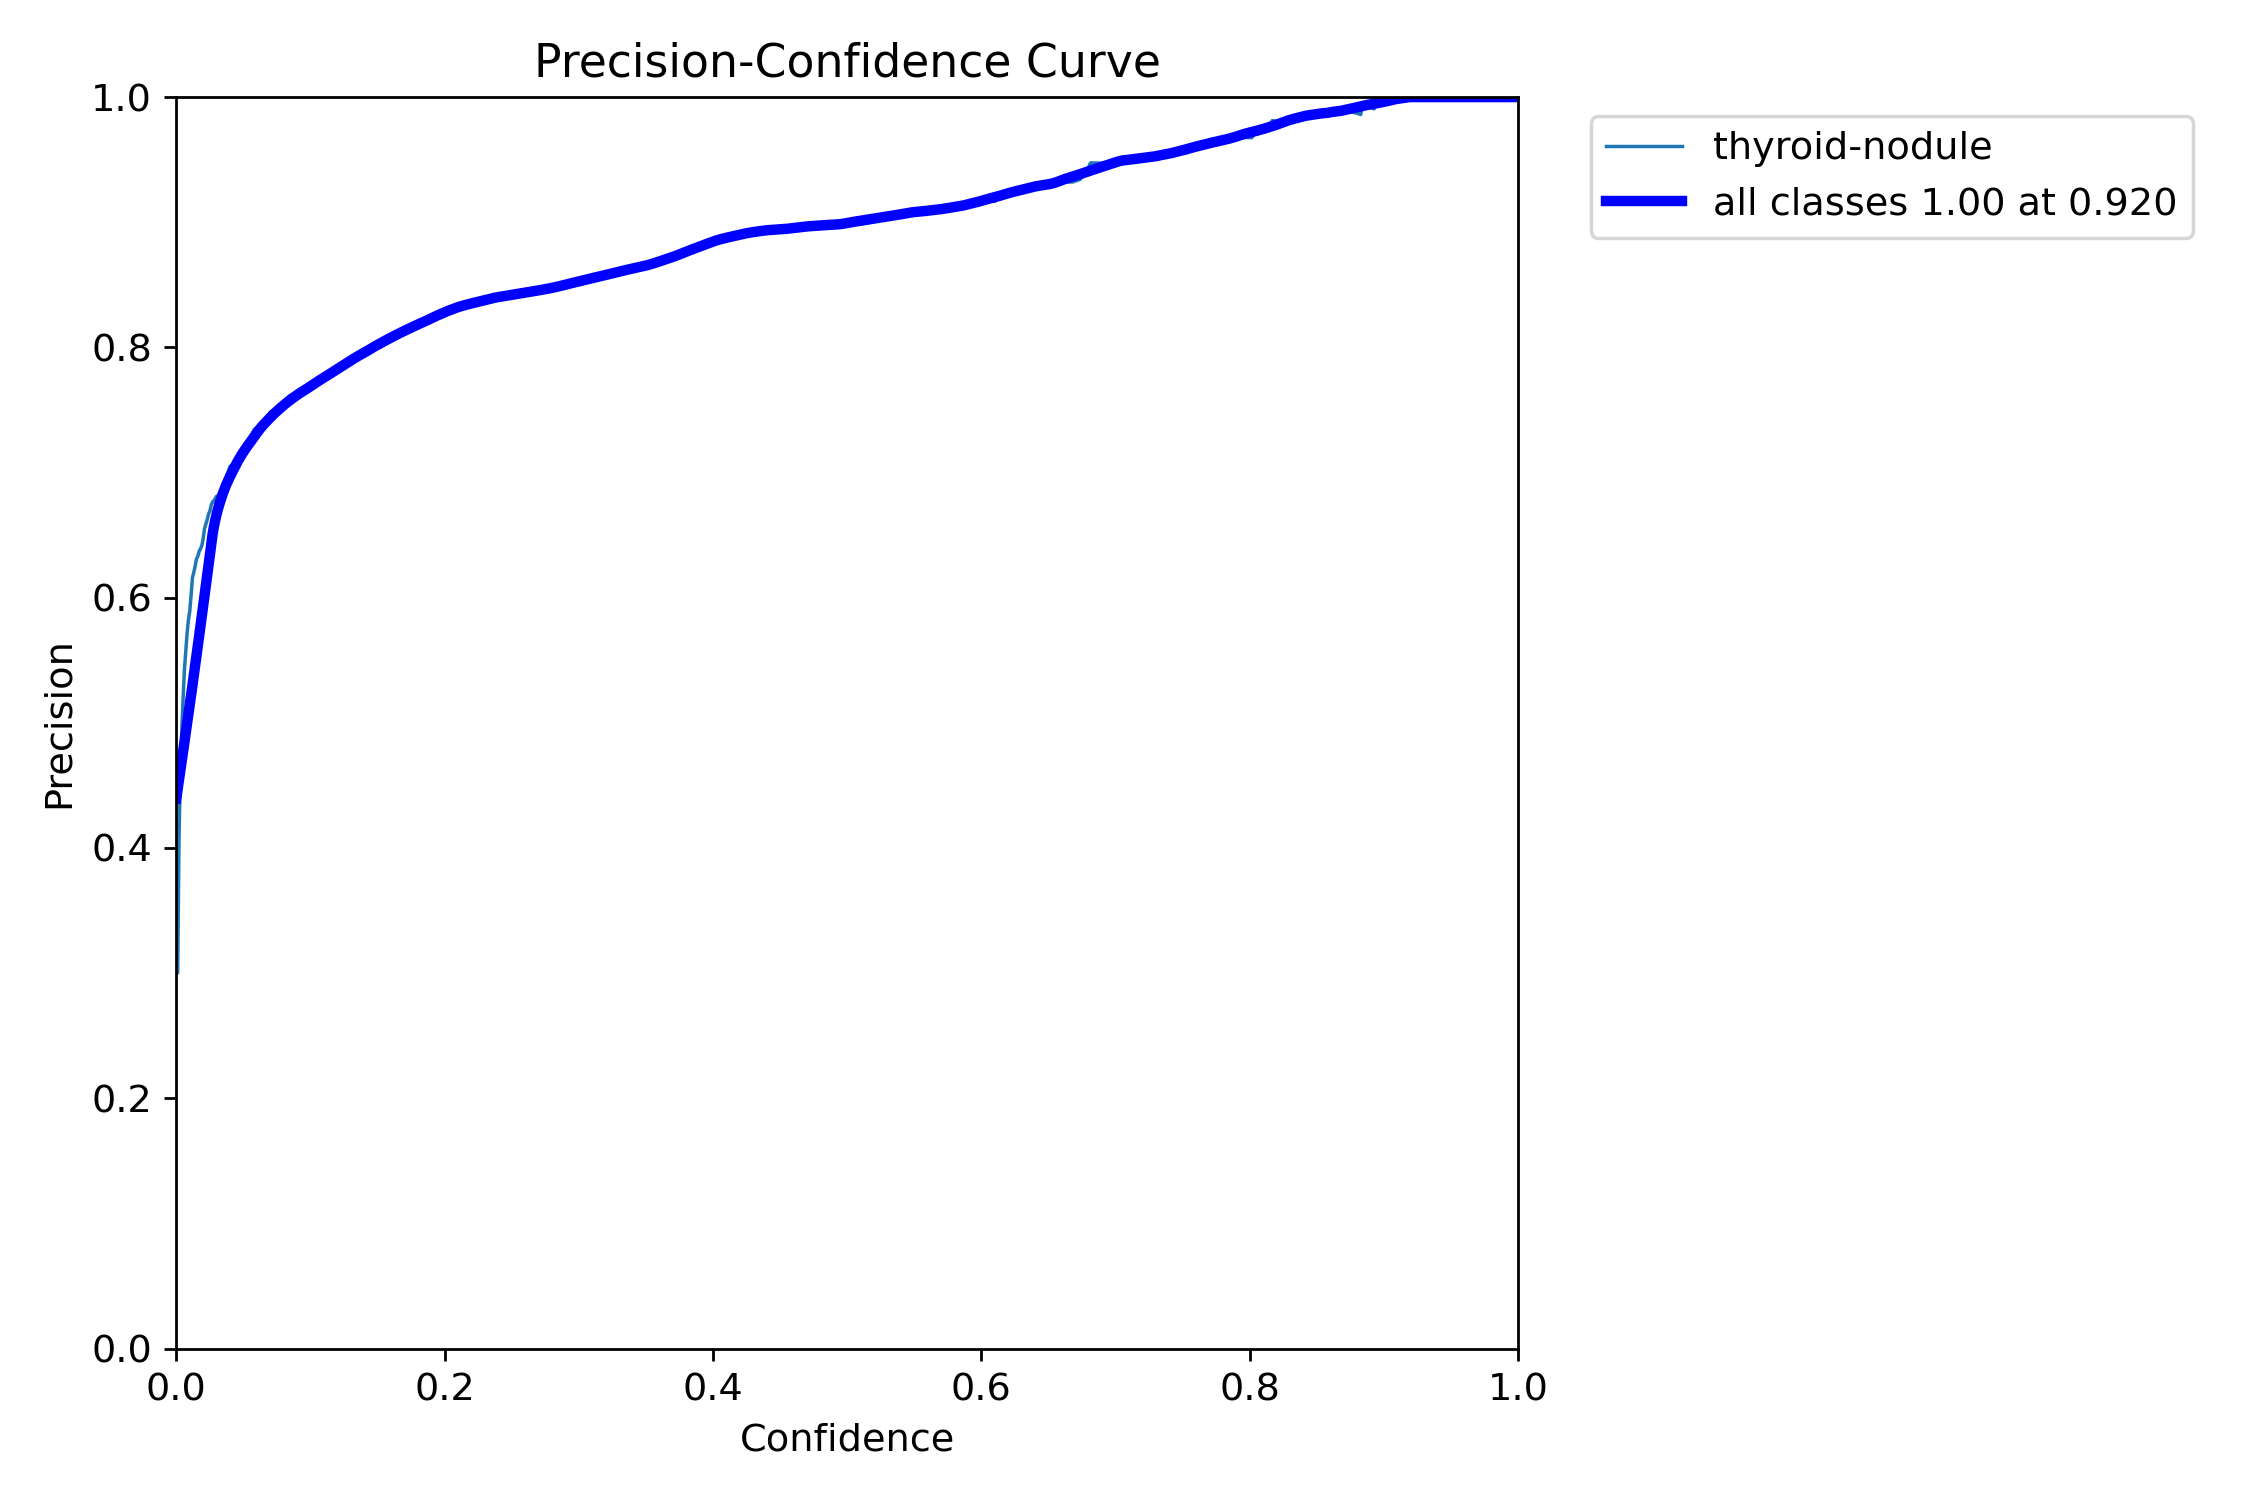 Precision-Confidence Curve
1.0
0.8
0.6
0.4
0.2
0.0
Precision
0.0 0.2 0.4 0.6 0.8 1.0
Confidence
thyroid-nodule
all classes 1.00 at 0.920